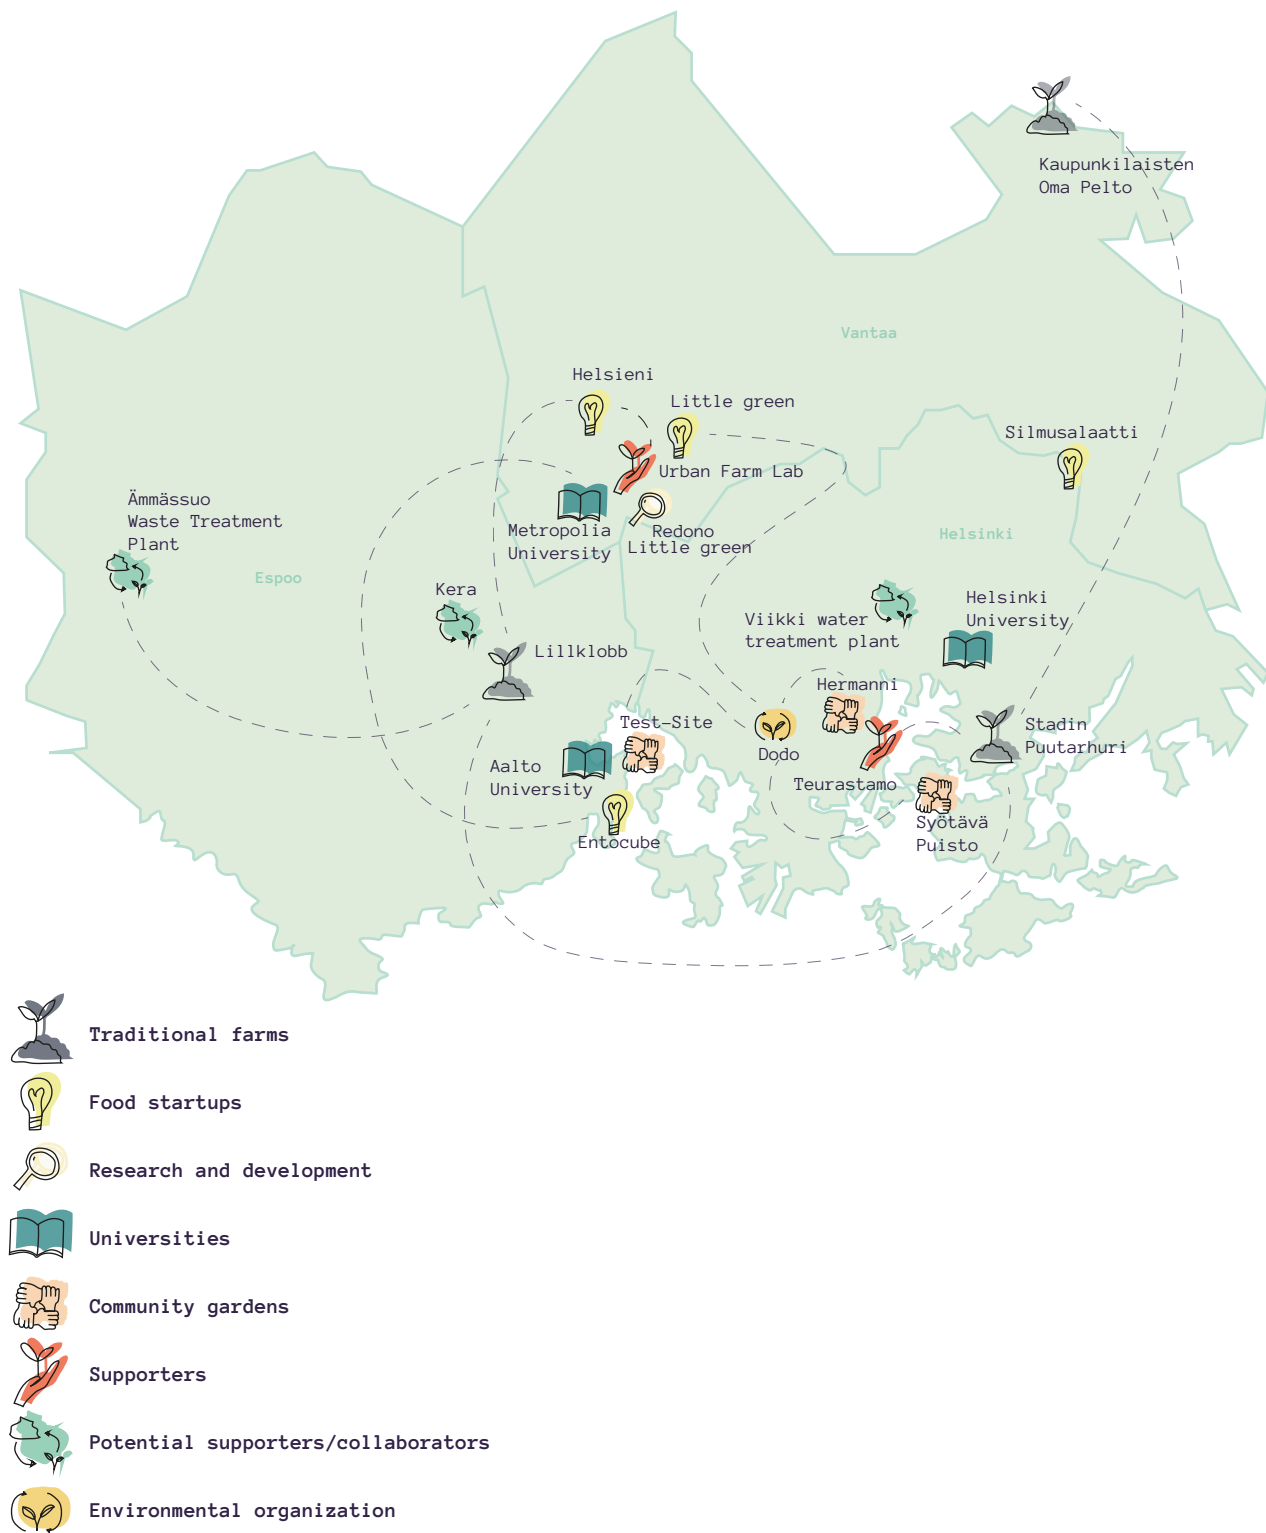 Kaupunkilaisten
Oma Pelto
Vantaa
Helsieni
Little green
Silmusalaatti
Urban Farm Lab
Ämmässuo
Waste Treatment
Plant
Metropolia
University
Redono
Little green
Helsinki
Espoo
Kera
Helsinki
University
Viikki water
treatment plant
Lillklobb
Hermanni
Test-Site
Stadin
Puutarhuri
Dodo
Aalto
University
Teurastamo
Syötävä
Puisto
Entocube
Traditional farms
Food startups
Research and development
Universities
Community gardens
Supporters
Potential supporters/collaborators
Environmental organization